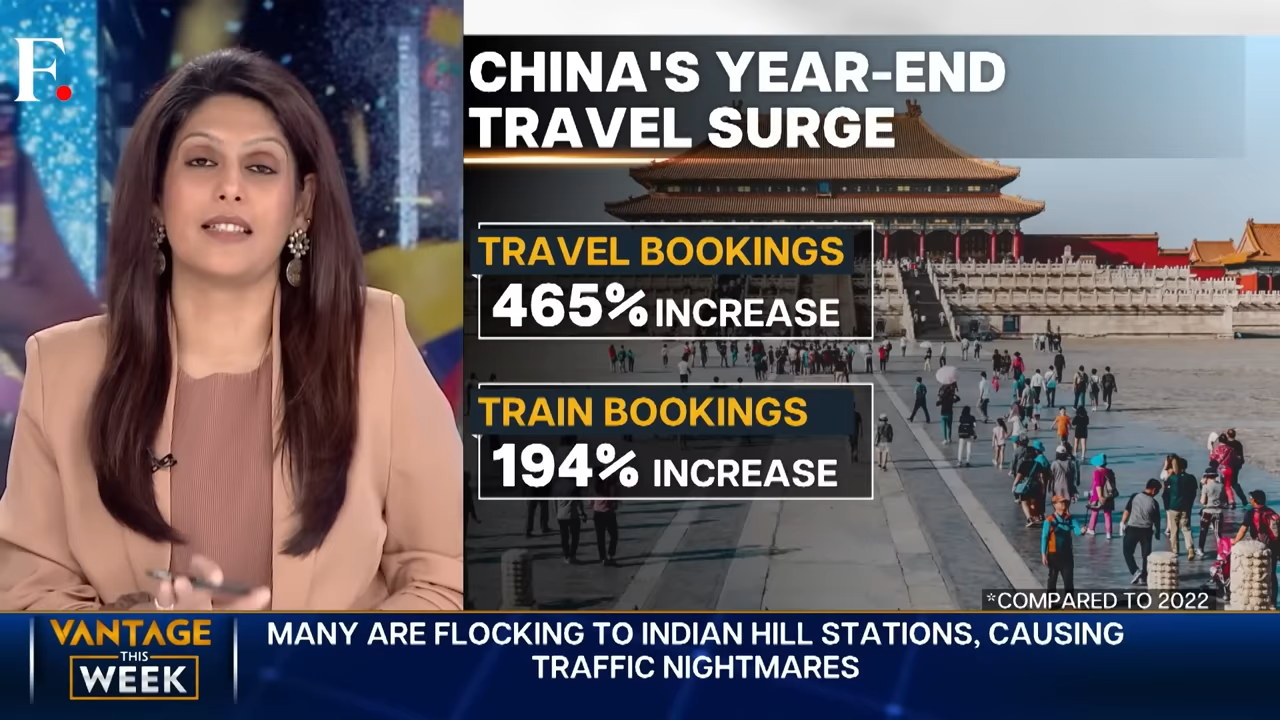 F.
CHINA'S YEAR-END
TRAVEL SURGE
TRAVEL BOOKINGS
465% INCREASE
TRAIN BOOKINGS
194% INCREASE
*COMPARED TO 2022
VANTAGE
THIS
WEEK
MANY ARE FLOCKING TO INDIAN HILL STATIONS, CAUSING
TRAFFIC NIGHTMARES